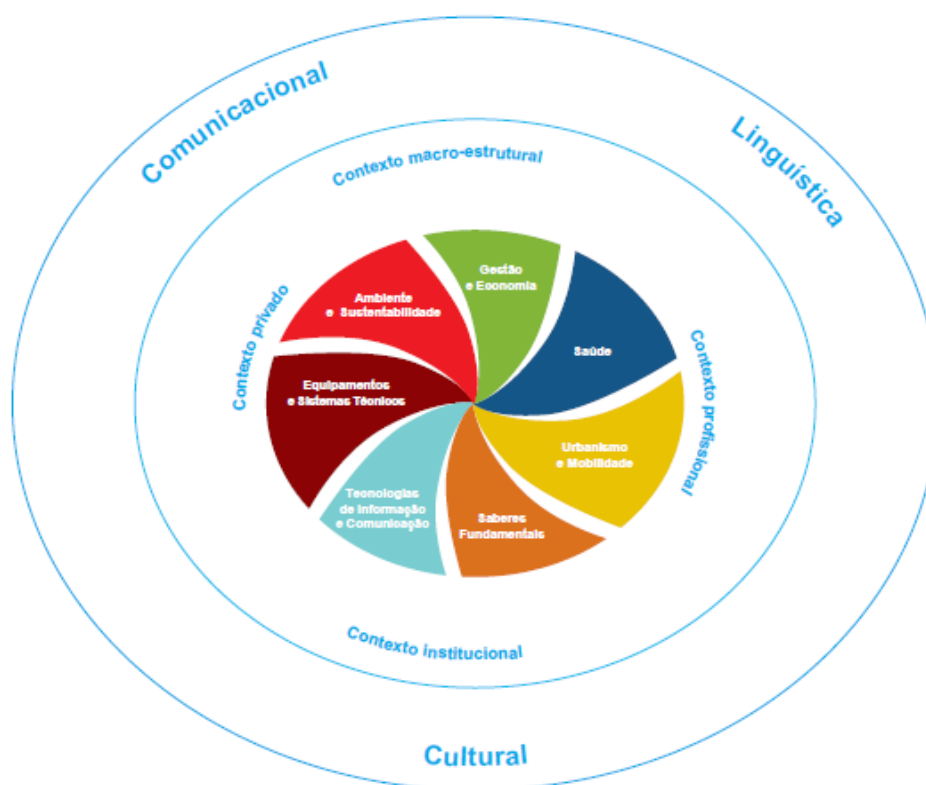 Comunicacional
Linguística
Contexto macro-estrutural
Contexto privado
Contexto profissional
Gestão
e Economia
Ambiente
e Sustentabilidade
Saúde
Equipamentos
e Sistemas Técnicos
Urbanismo
e Mobilidade
Tecnologias
de Informação
e Comunicação
Saberes
Fundamentais
Contexto institucional
Cultural